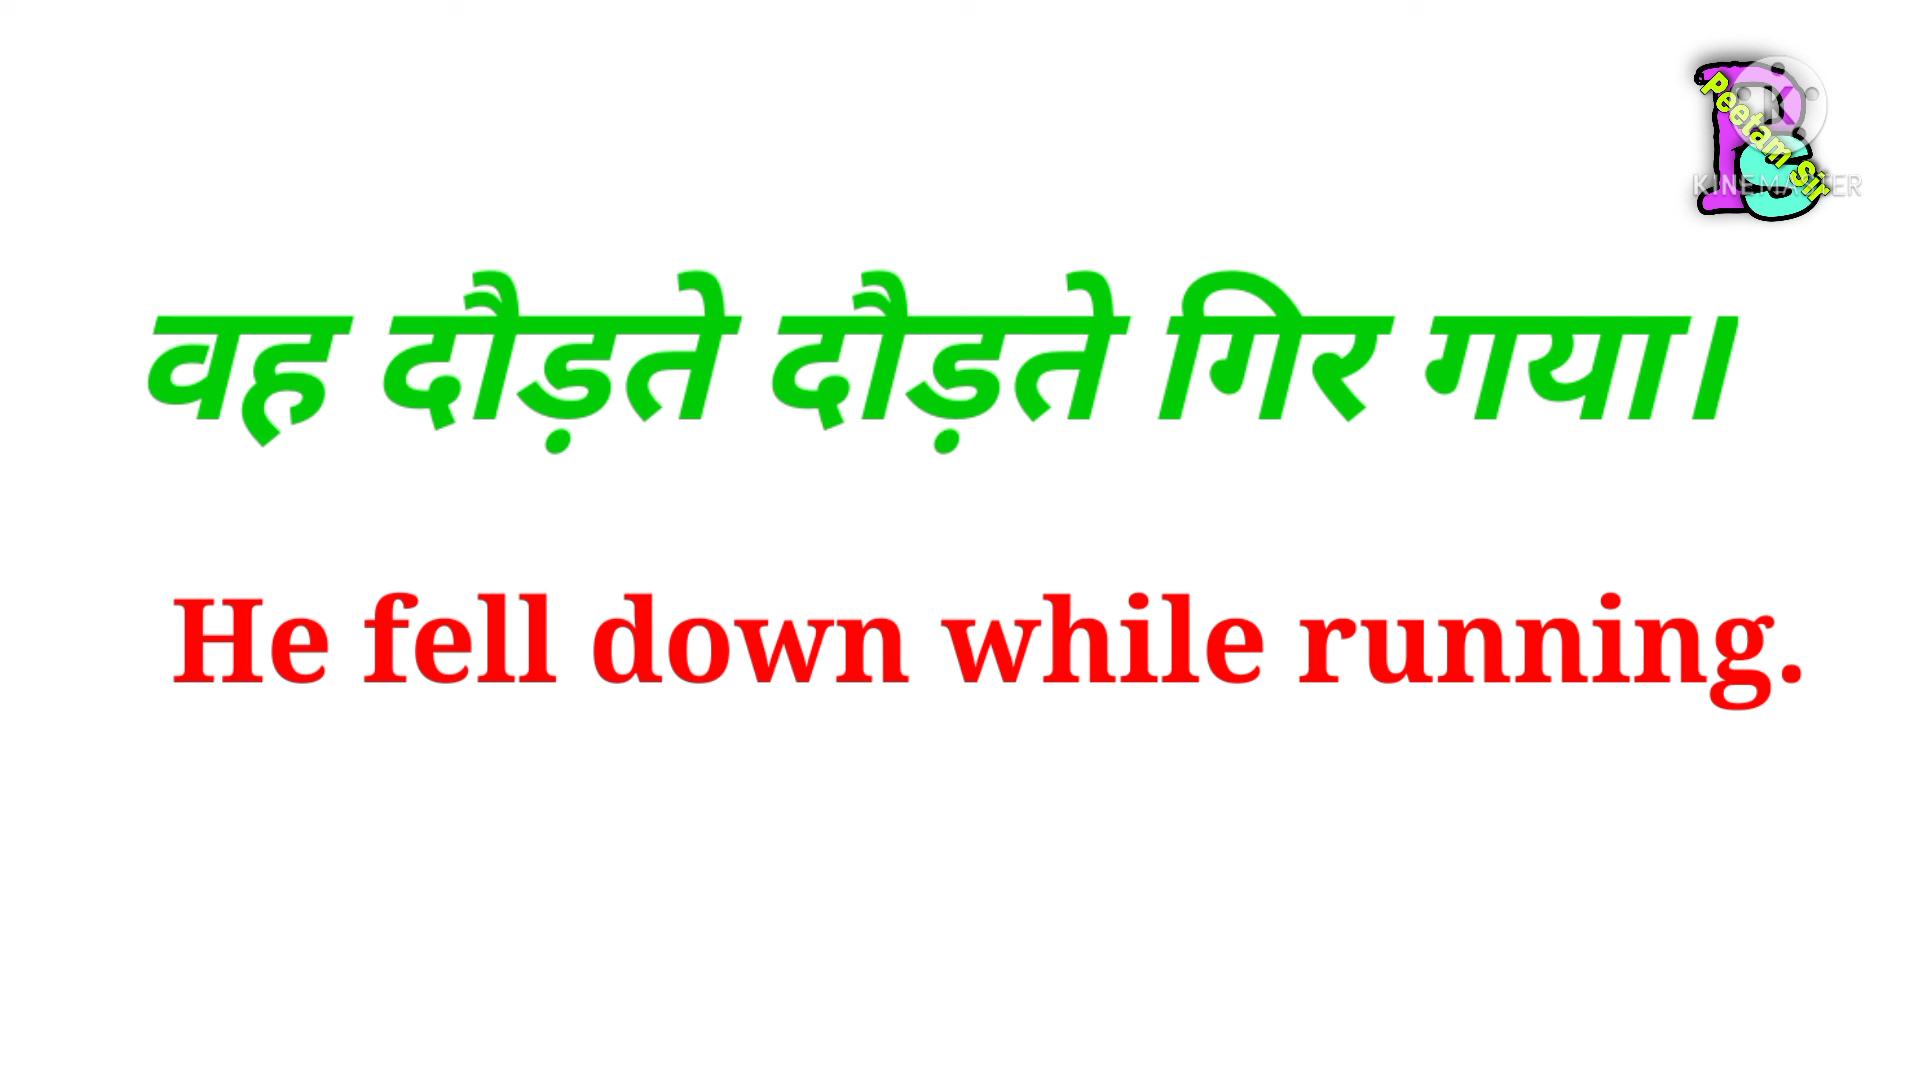 Peetam Sir
KINEMASTER
वह दौड़ते दौड़ते गिर गया।
He fell down while running.